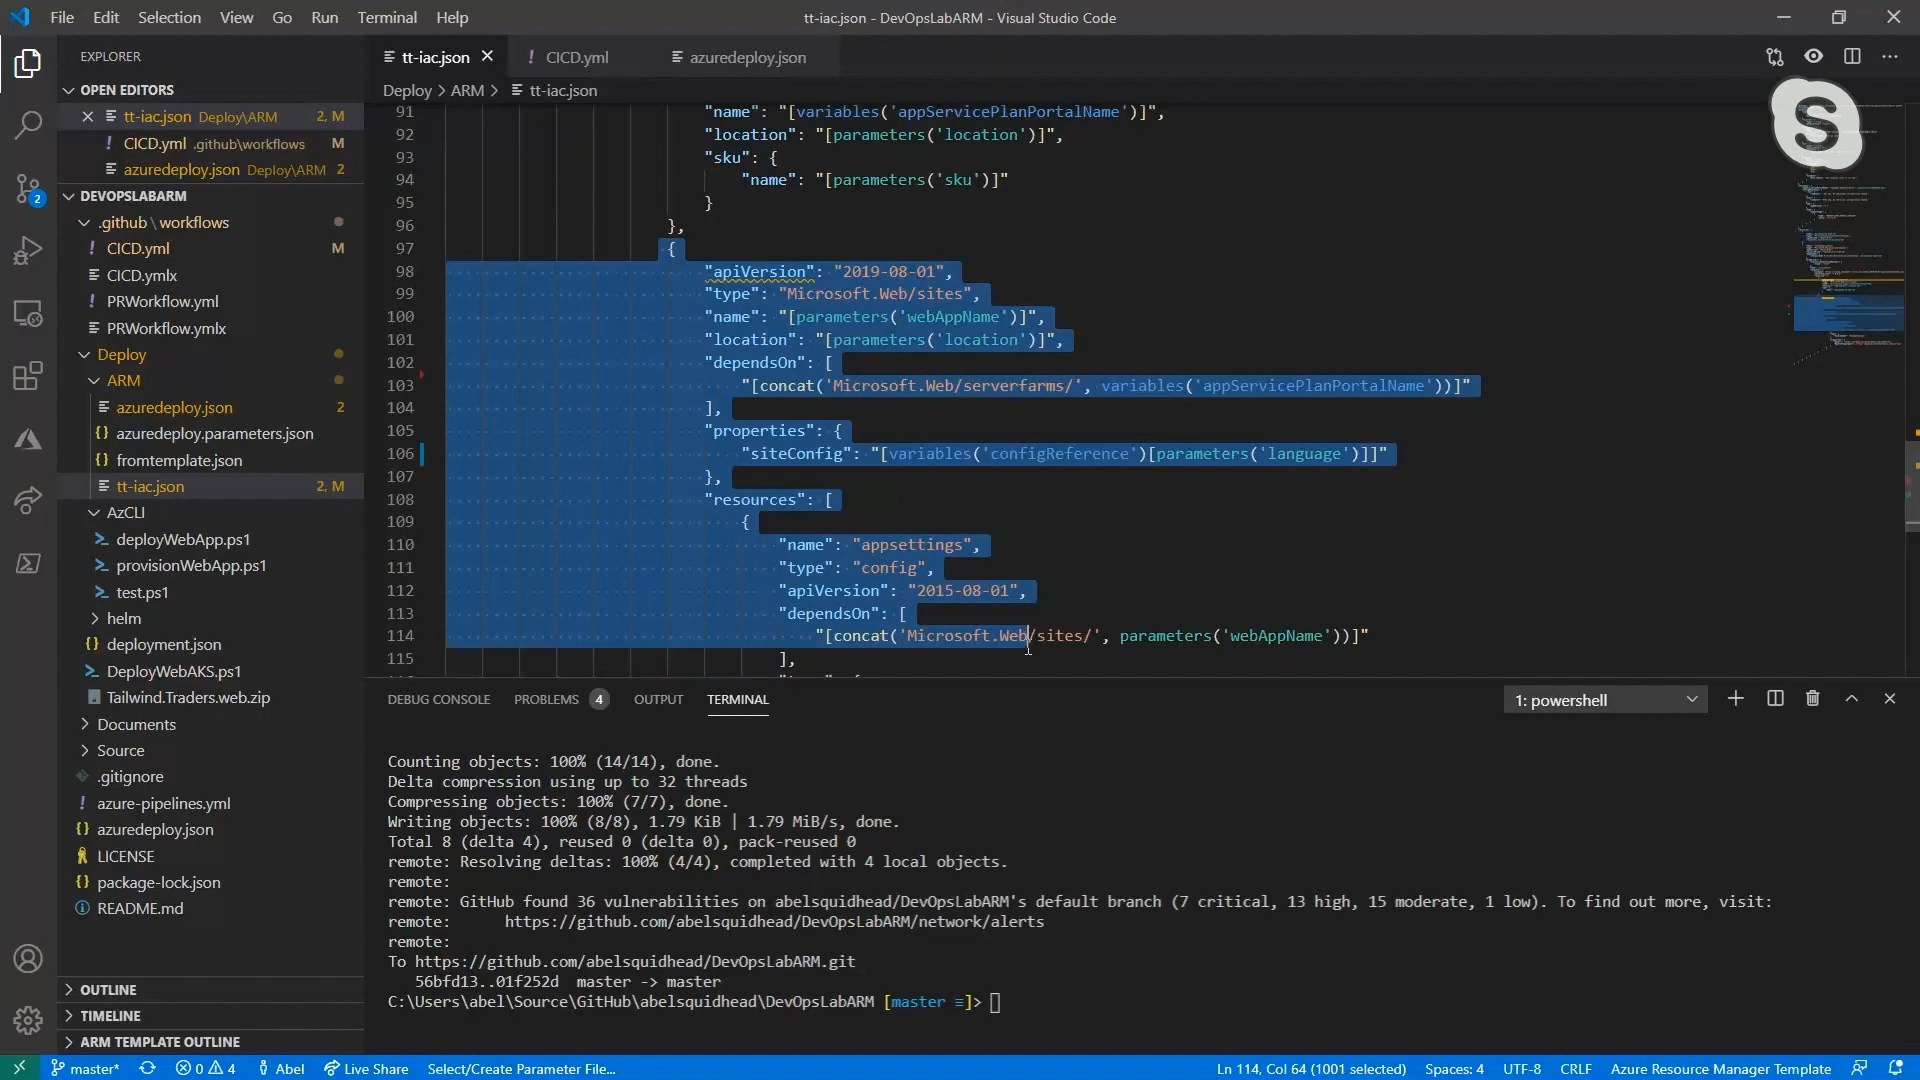 File Edit Selection View Go Run Terminal Help
tt-iac.json - DevOpsLabARM - Visual Studio Code
EXPLORER
OPEN EDITORS
tt-iac.json Deploy\ARM 2, M
CICD.yml .github\workflows M
azuredeploy.json Deploy\ARM 2
DEVOPSLABARM
.github \ workflows
CICD.yml M
CICD.ymlx
PRWorkflow.yml
PRWorkflow.ymlx
Deploy
ARM
azuredeploy.json 2
azuredeploy.parameters.json
fromtemplate.json
tt-iac.json 2, M
AzCLI
deployWebApp.ps1
provisionWebApp.ps1
test.ps1
helm
deployment.json
DeployWebAKS.ps1
Tailwind.Traders.web.zip
Documents
Source
.gitignore
azure-pipelines.yml
azuredeploy.json
LICENSE
package-lock.json
README.md
OUTLINE
TIMELINE
ARM TEMPLATE OUTLINE
2
tt-iac.json CICD.yml azuredeploy.json
Deploy > ARM > tt-iac.json
91 "name": "[variables('appServicePlanPortalName')]",
92 "location": "[parameters('location')]",
93 "sku": {
94 "name": "[parameters('sku')]"
95 }
96 },
97 {
98 "apiVersion": "2019-08-01",
99 "type": "Microsoft.Web/sites",
100 "name": "[parameters('webAppName')]",
101 "location": "[parameters('location')]",
102 "dependsOn": [
103 "[concat('Microsoft.Web/serverfarms/', variables('appServicePlanPortalName'))]"
104 ],
105 "properties": {
106 "siteConfig": "[variables('configReference')[parameters('language')]]"
107 },
108 "resources": [
109 {
110 "name": "appsettings",
111 "type": "config",
112 "apiVersion": "2015-08-01",
113 "dependsOn": [
114 "[concat('Microsoft.Web/sites/', parameters('webAppName'))]"
115 ],
DEBUG CONSOLE PROBLEMS 4 OUTPUT TERMINAL
1: powershell
Counting objects: 100% (14/14), done.
Delta compression using up to 32 threads
Compressing objects: 100% (7/7), done.
Writing objects: 100% (8/8), 1.79 KiB | 1.79 MiB/s, done.
Total 8 (delta 4), reused 0 (delta 0), pack-reused 0
remote: Resolving deltas: 100% (4/4), completed with 4 local objects.
remote:
remote: GitHub found 36 vulnerabilities on abelsquidhead/DevOpsLabARM's default branch (7 critical, 13 high, 15 moderate, 1 low). To find out more, visit:
remote: https://github.com/abelsquidhead/DevOpsLabARM/network/alerts
remote:
To https://github.com/abelsquidhead/DevOpsLabARM.git
56bfd13..01f252d master -> master
C:\Users\abel\Source\GitHub\abelsquidhead\DevOpsLabARM [master ≡]>
master* 0 4 Abel Live Share Select/Create Parameter File...
Ln 114, Col 64 (1001 selected) Spaces: 4 UTF-8 CRLF Azure Resource Manager Template